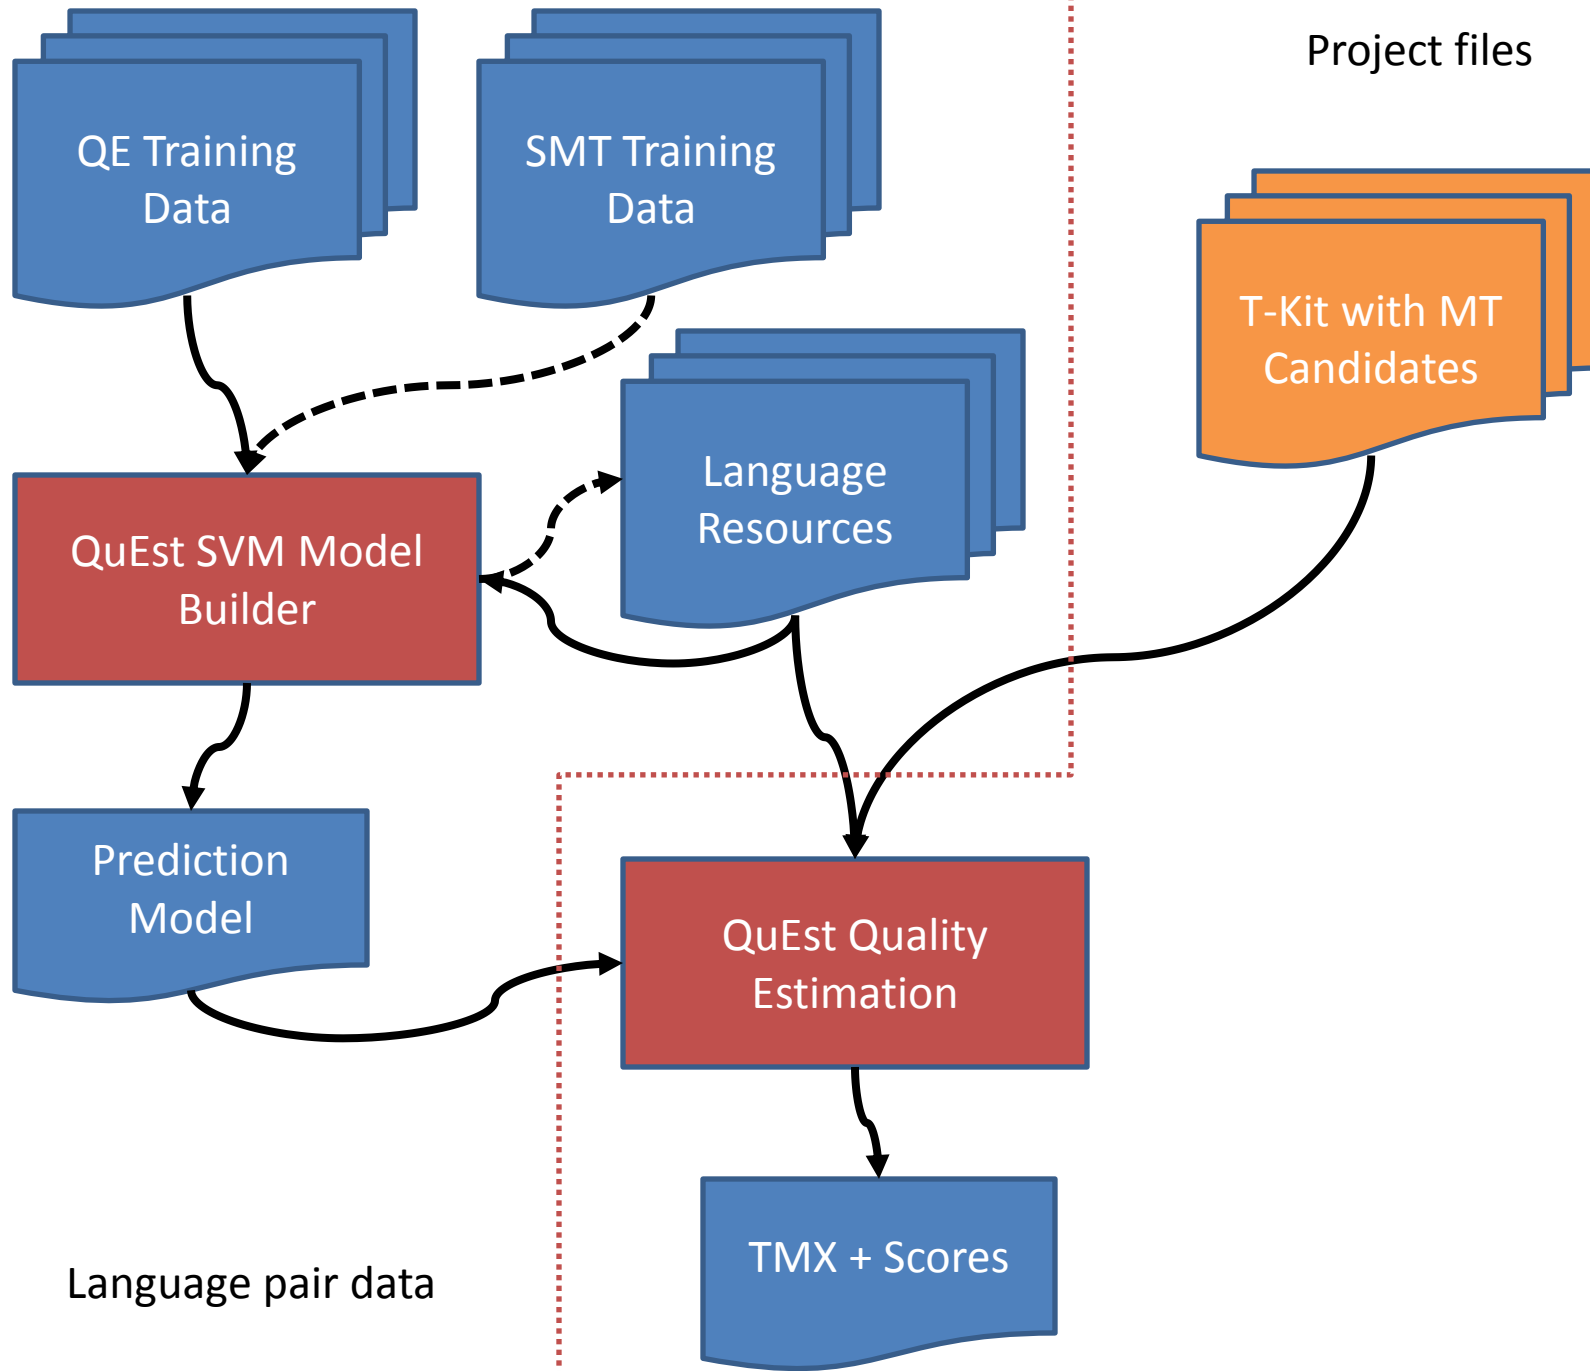 Project files
QE Training
Data
SMT Training
Data
T-Kit with MT
Candidates
Language
Resources
QuEst SVM Model
Builder
Prediction
Model
QuEst Quality
Estimation
TMX + Scores
Language pair data